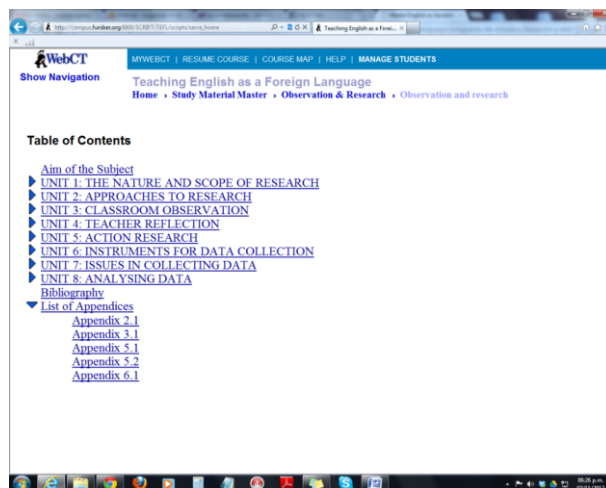 Teaching English as a Forei...
WebCT
MYWEBCT | RESUME COURSE | COURSE MAP | HELP | MANAGE STUDENTS
Show Navigation
Teaching English as a Foreign Language
Home › Study Material Master › Observation & Research › Observation and research
Table of Contents
Aim of the Subject
UNIT 1: THE NATURE AND SCOPE OF RESEARCH
UNIT 2: APPROACHES TO RESEARCH
UNIT 3: CLASSROOM OBSERVATION
UNIT 4: TEACHER REFLECTION
UNIT 5: ACTION RESEARCH
UNIT 6: INSTRUMENTS FOR DATA COLLECTION
UNIT 7: ISSUES IN COLLECTING DATA
UNIT 8: ANALYSING DATA
Bibliography
List of Appendices
Appendix 2.1
Appendix 3.1
Appendix 5.1
Appendix 5.2
Appendix 6.1